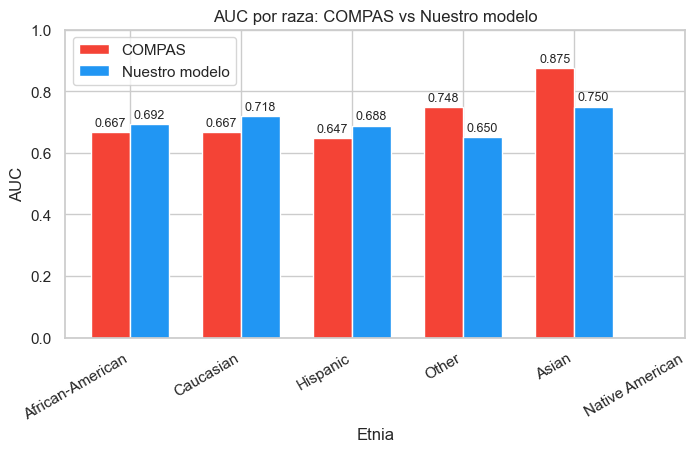 AUC por raza: COMPAS vs Nuestro modelo
COMPAS
Nuestro modelo
AUC
1.0
0.8
0.6
0.4
0.2
0.0
0.667
0.692
0.667
0.718
0.647
0.688
0.748
0.650
0.875
0.750
African-American
Caucasian
Hispanic
Other
Asian
Native American
Etnia